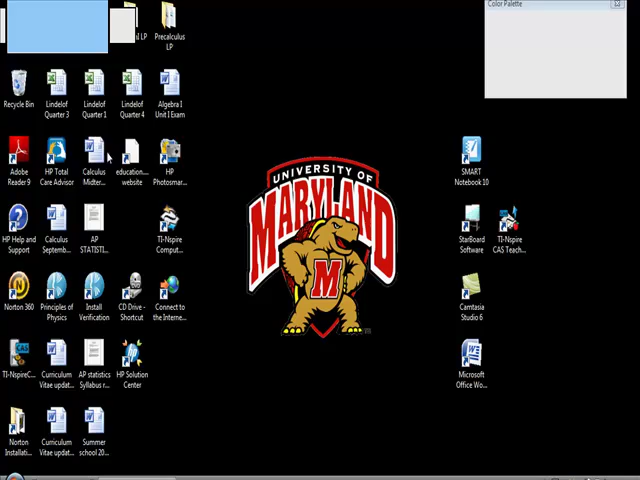 Color Palette
LP
Precalculus
LP
Recycle Bin
Lindelof
Quarter 3
Lindelof
Quarter 1
Lindelof
Quarter 4
Algebra I
Unit I Exam
Adobe
Reader 9
HP Total
Care Advisor
Calculus
Midter...
education....
website
HP
Photosmar...
SMART
Notebook 10
UNIVERSITY OF
MARYLAND
M
HP Help and
Support
Calculus
Septemb...
AP
STATISTI...
TI-Nspire
Comput...
StarBoard
Software
TI-Nspire
CAS Teach...
Norton 360
Principles of
Physics
Install
Verification
CD Drive -
Shortcut
Connect to
the Interne...
Camtasia
Studio 6
TI-NspireC...
Curriculum
Vitae updat...
AP statistics
Syllabus r...
HP Solution
Center
Microsoft
Office Wo...
Norton
Installati...
Curriculum
Vitae updat...
Summer
school 20...